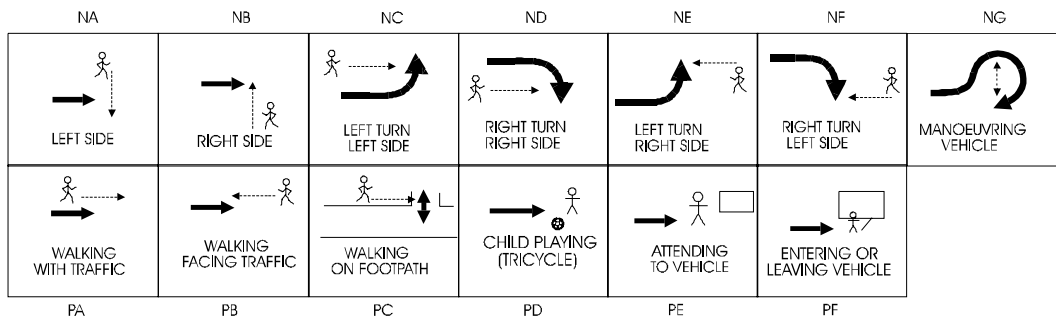 NA NB NC ND NE NF NG
LEFT SIDE
RIGHT SIDE
LEFT TURN
LEFT SIDE
RIGHT TURN
RIGHT SIDE
LEFT TURN
RIGHT SIDE
RIGHT TURN
LEFT SIDE
MANOEUVRING
VEHICLE
WALKING
WITH TRAFFIC
WALKING
FACING TRAFFIC
WALKING
ON FOOTPATH
CHILD PLAYING
(TRICYCLE)
ATTENDING
TO VEHICLE
ENTERING OR
LEAVING VEHICLE
PA PB PC PD PE PF